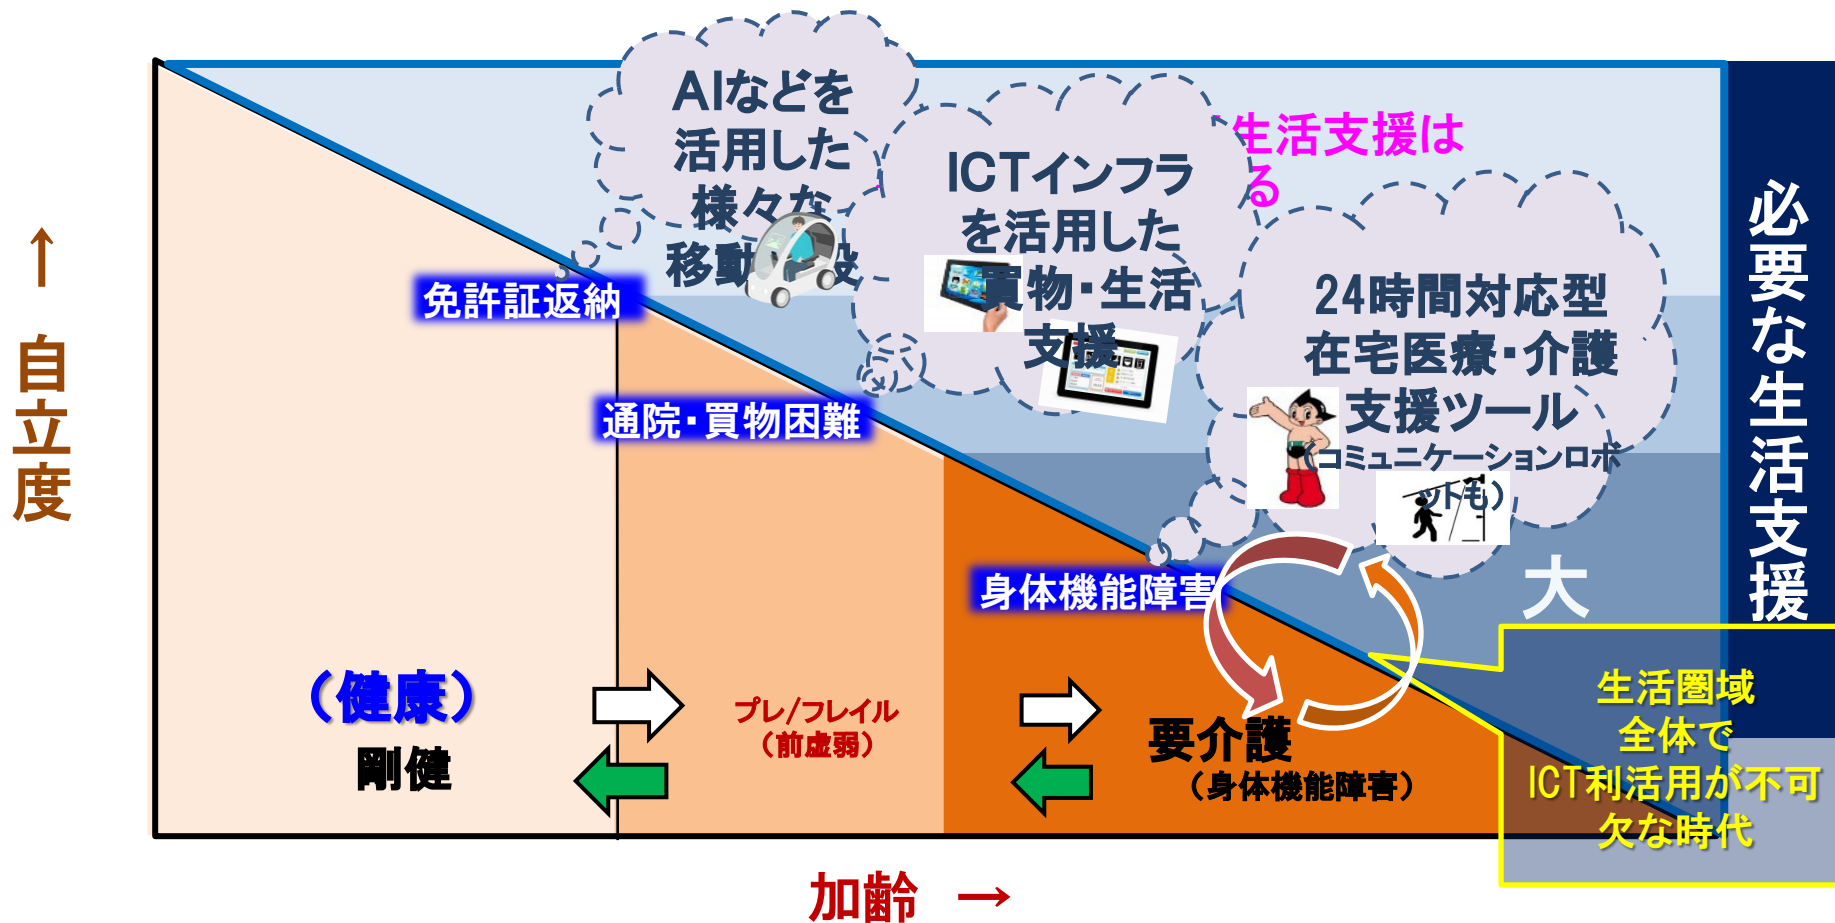 AIなどを
活用した
様々な
移動
生活支援は
る
ICTインフラ
を活用した
買物・生活
支援
24時間対応型
在宅医療・介護
支援ツール
(コミュニケーションロボ
ットも)
必要な生活支援
↑
自立度
免許証返納
通院・買物困難
身体機能障害
大
(健康)
剛健
プレ/フレイル
(前虚弱)
要介護
(身体機能障害)
生活圏域
全体で
ICT利活用が不可
欠な時代
加齢 →